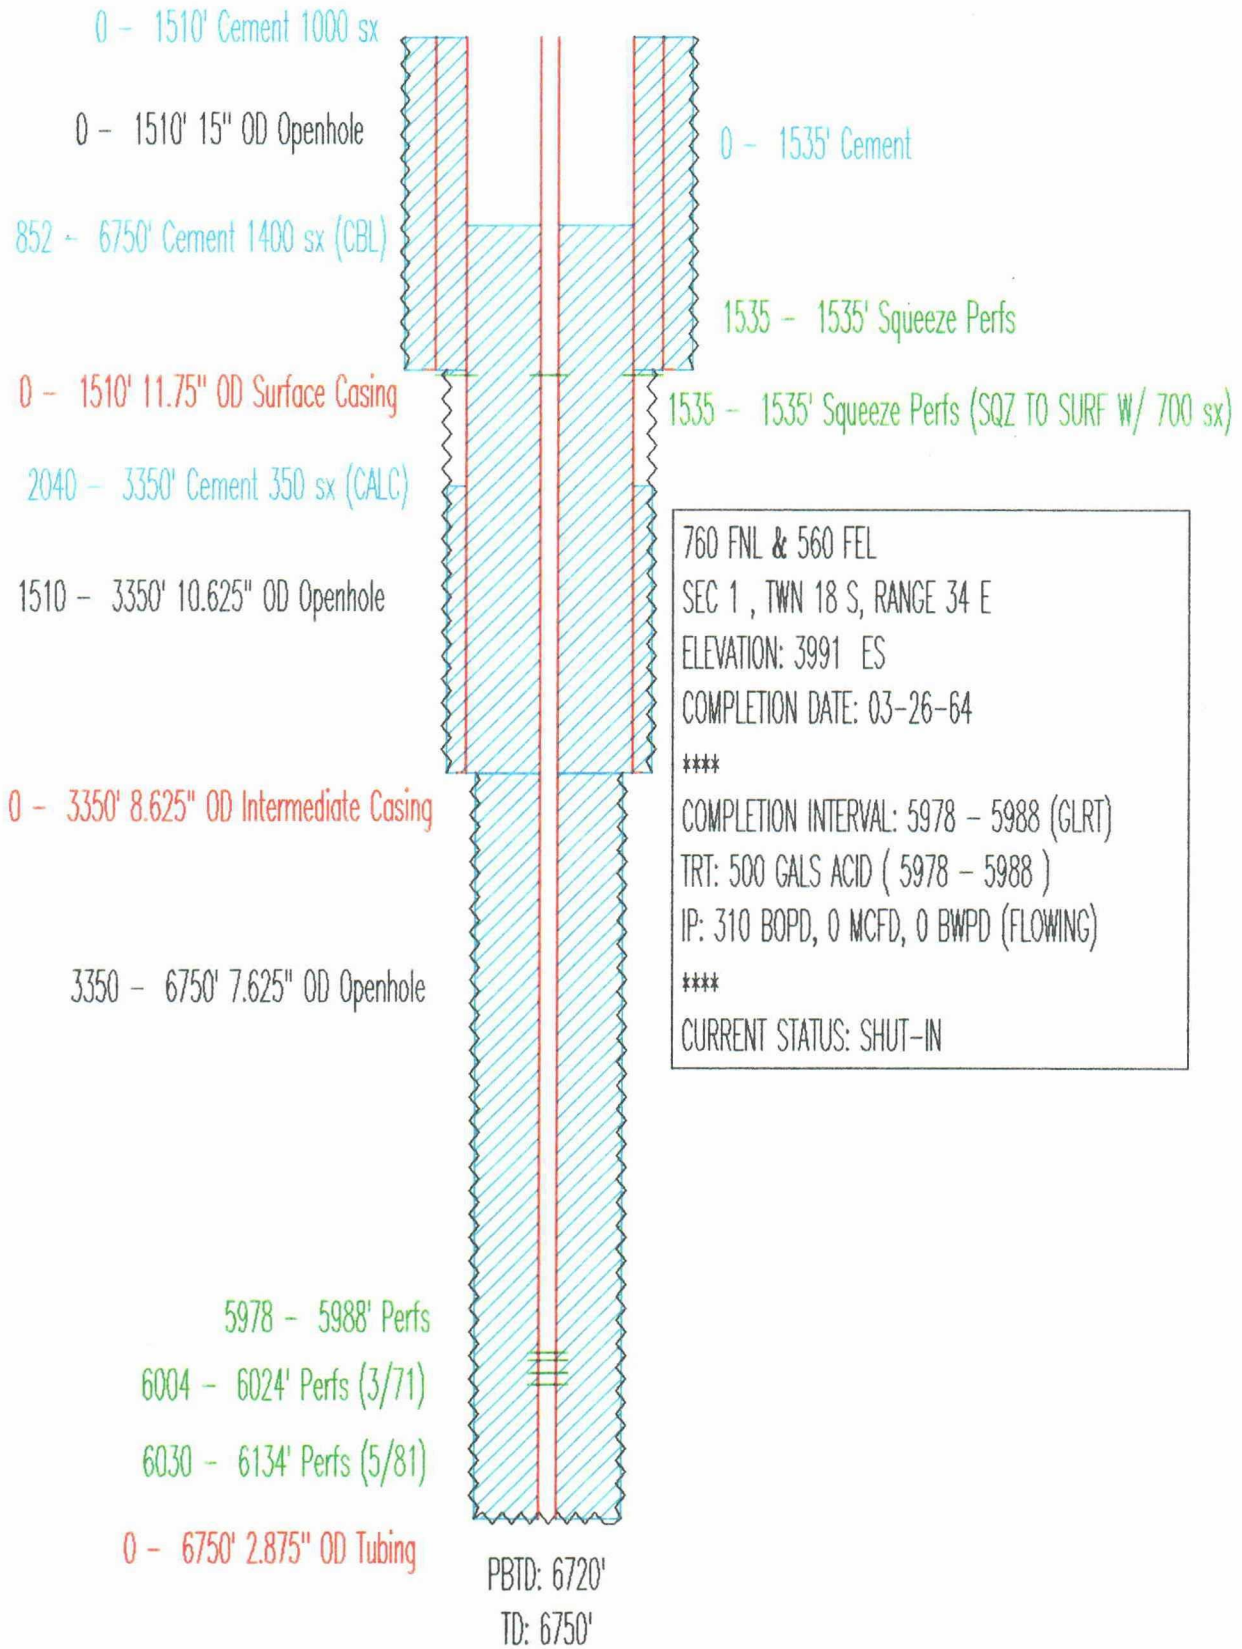 0 - 1510' Cement 1000 sx
0 - 1510' 15" OD Openhole
0 - 1535' Cement
852 - 6750' Cement 1400 sx (CBL)
1535 - 1535' Squeeze Perfs
0 - 1510' 11.75" OD Surface Casing
1535 - 1535' Squeeze Perfs (SQZ TO SURF W/ 700 sx)
2040 - 3350' Cement 350 sx (CALC)
1510 - 3350' 10.625" OD Openhole
760 FNL & 560 FEL
SEC 1 , TWN 18 S, RANGE 34 E
ELEVATION: 3991 ES
COMPLETION DATE: 03-26-64
****
COMPLETION INTERVAL: 5978 - 5988 (GLRT)
TRT: 500 GALS ACID ( 5978 - 5988 )
IP: 310 BOPD, 0 MCFD, 0 BWPD (FLOWING)
****
CURRENT STATUS: SHUT-IN
0 - 3350' 8.625" OD Intermediate Casing
3350 - 6750' 7.625" OD Openhole
5978 - 5988' Perfs
6004 - 6024' Perfs (3/71)
6030 - 6134' Perfs (5/81)
0 - 6750' 2.875" OD Tubing
PBTD: 6720'
TD: 6750'